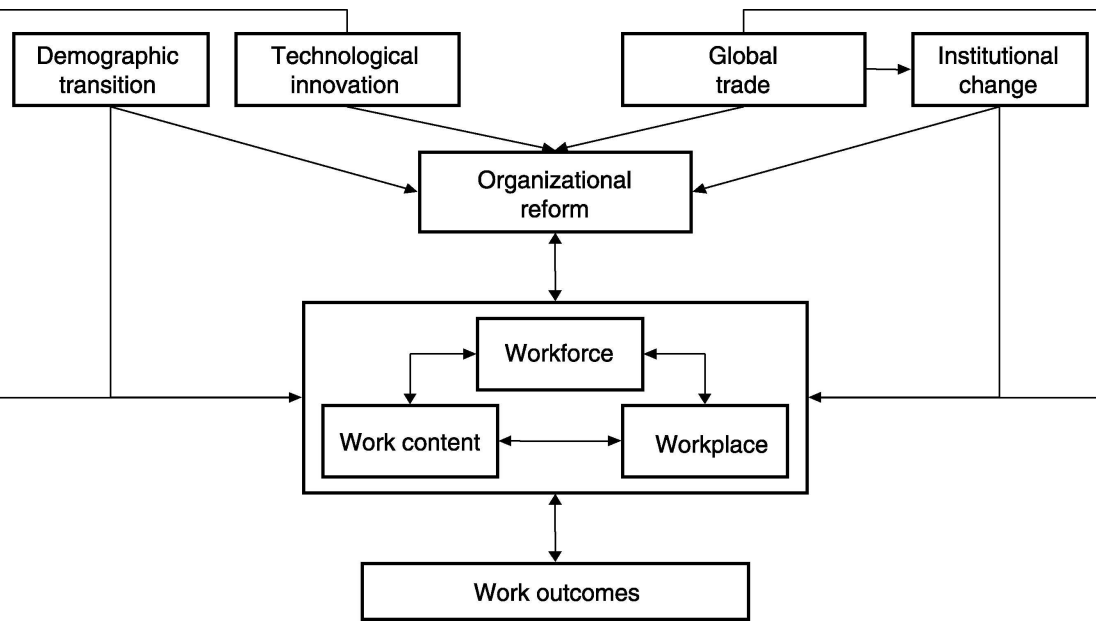 Demographic
transition
Technological
innovation
Global
trade
Institutional
change
Organizational
reform
Workforce
Work content
Workplace
Work outcomes